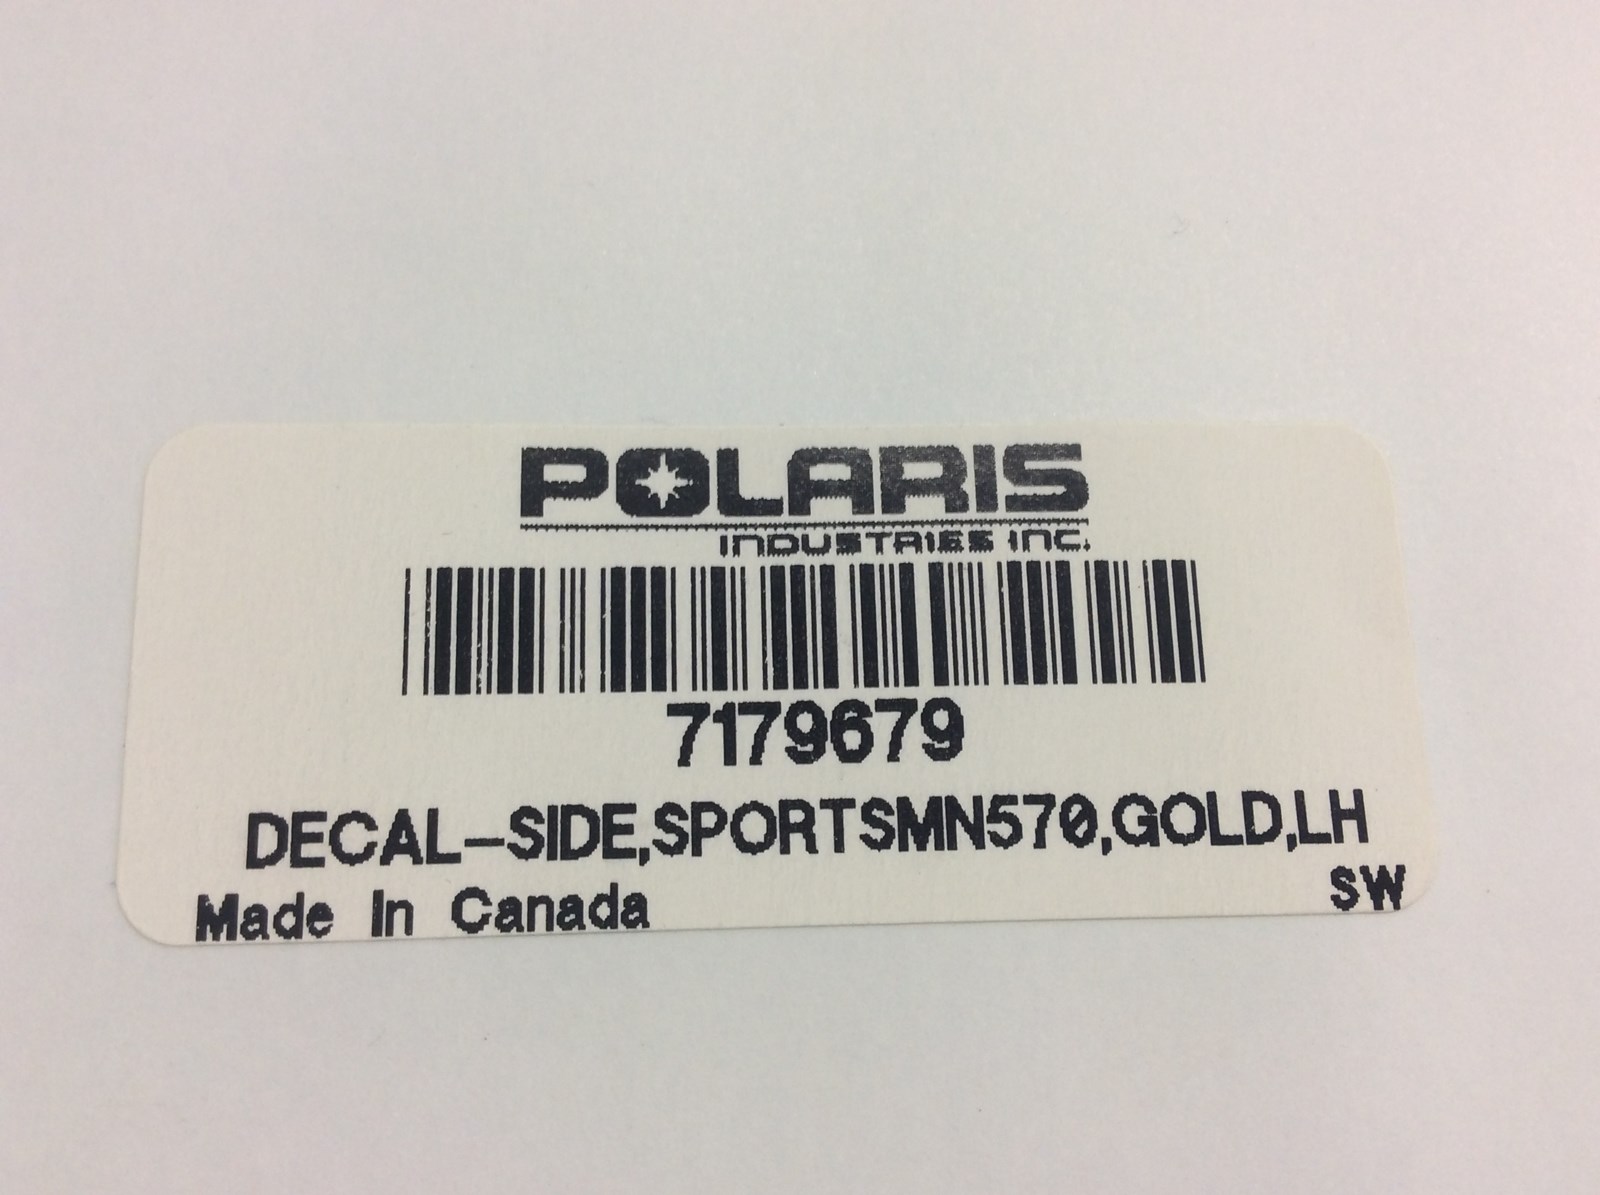 POLARIS
INDUSTRIES INC.
7179679
DECAL-SIDE,SPORTSMN570,GOLD,LH
SW
Made In Canada